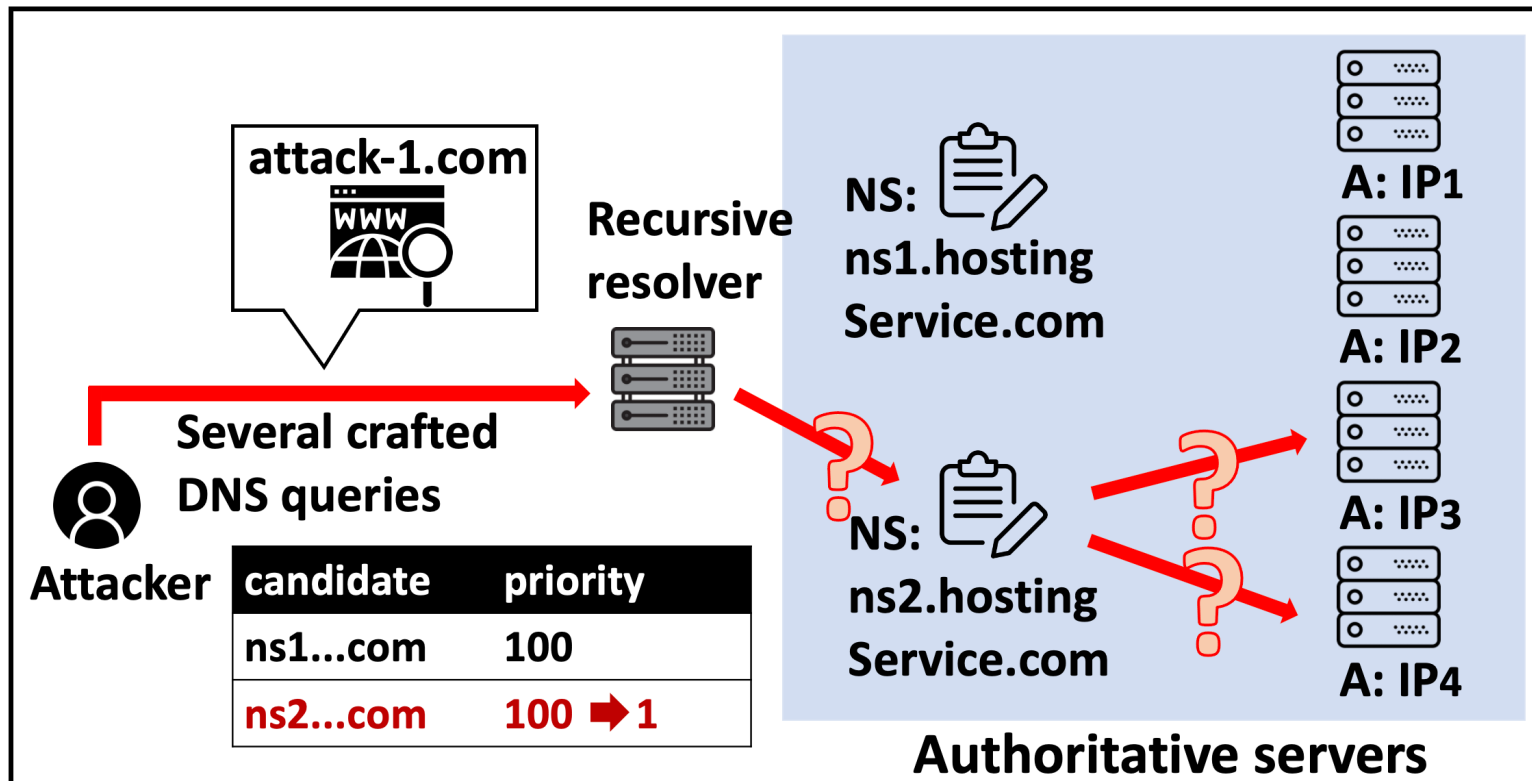 attack-1.com
WWW
Recursive
resolver
Several crafted
DNS queries
Attacker
candidate priority
ns1...com 100
ns2...com 100 1
NS:
ns1.hosting
Service.com
?
NS:
ns2.hosting
Service.com
?
?
A: IP1
A: IP2
A: IP3
A: IP4
Authoritative servers